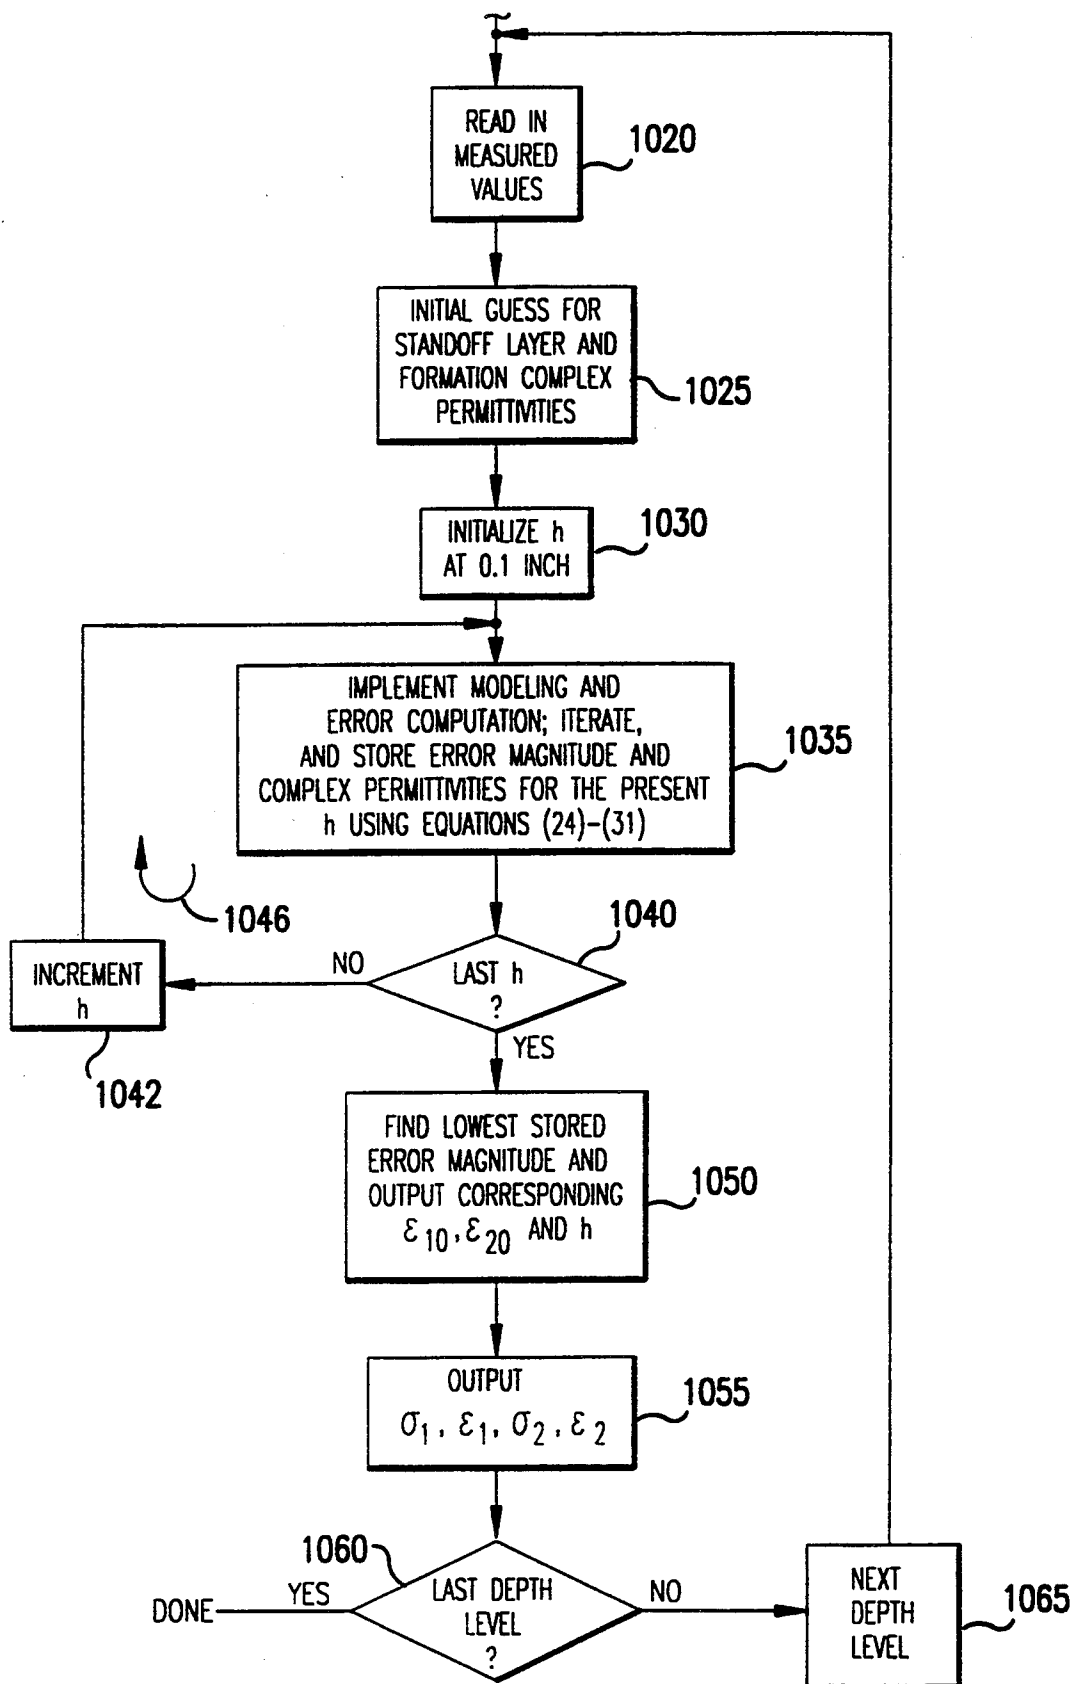 READ IN
MEASURED
VALUES
1020
INITIAL GUESS FOR
STANDOFF LAYER AND
FORMATION COMPLEX
PERMITTIVITIES
1025
INITIALIZE h
AT 0.1 INCH
1030
IMPLEMENT MODELING AND
ERROR COMPUTATION; ITERATE,
AND STORE ERROR MAGNITUDE AND
COMPLEX PERMITTIVITIES FOR THE PRESENT
h USING EQUATIONS (24)-(31)
1035
1046
1040
LAST h
?
NO
YES
INCREMENT
h
1042
FIND LOWEST STORED
ERROR MAGNITUDE AND
OUTPUT CORRESPONDING
ε10, ε20 AND h
1050
OUTPUT
σ1, ε1, σ2, ε2
1055
1060
LAST DEPTH
LEVEL
?
YES
DONE
NO
NEXT
DEPTH
LEVEL
1065